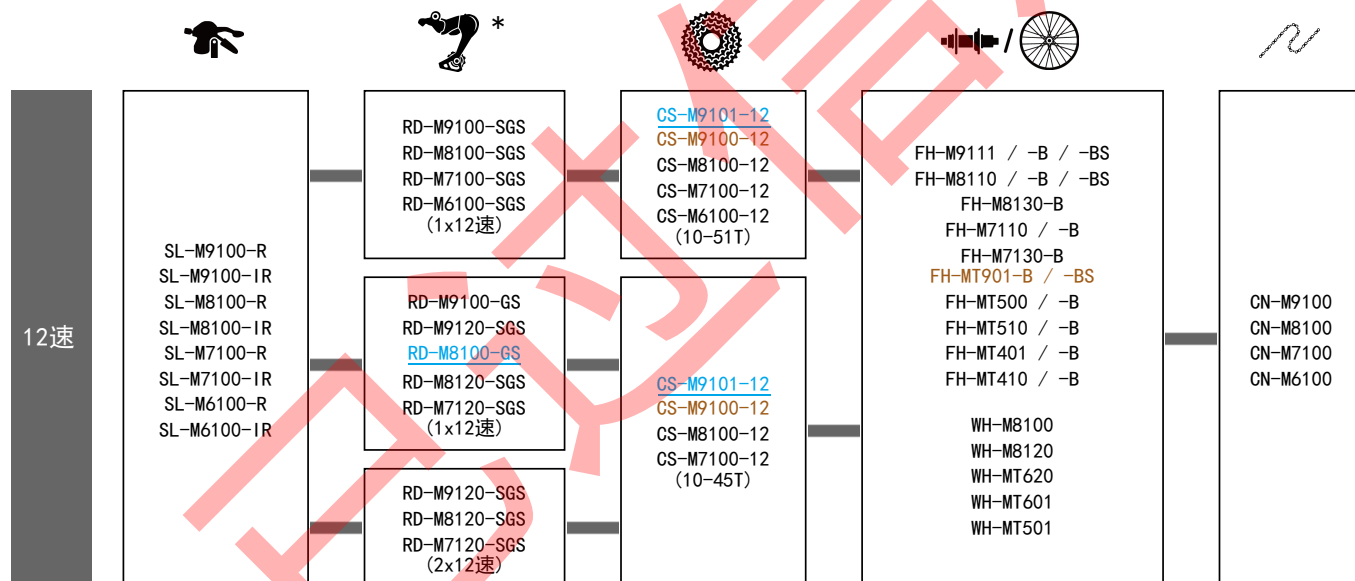 *
12速
SL-M9100-R
SL-M9100-IR
SL-M8100-R
SL-M8100-IR
SL-M7100-R
SL-M7100-IR
SL-M6100-R
SL-M6100-IR
RD-M9100-SGS
RD-M8100-SGS
RD-M7100-SGS
RD-M6100-SGS
(1x12速)
RD-M9100-GS
RD-M9120-SGS
RD-M8100-GS
RD-M8120-SGS
RD-M7120-SGS
(1x12速)
RD-M9120-SGS
RD-M8120-SGS
RD-M7120-SGS
(2x12速)
CS-M9101-12
CS-M9100-12
CS-M8100-12
CS-M7100-12
CS-M6100-12
(10-51T)
CS-M9101-12
CS-M9100-12
CS-M8100-12
CS-M7100-12
(10-45T)
/
FH-M9111 / -B / -BS
FH-M8110 / -B / -BS
FH-M8130-B
FH-M7110 / -B
FH-M7130-B
FH-MT901-B / -BS
FH-MT500 / -B
FH-MT510 / -B
FH-MT401 / -B
FH-MT410 / -B
WH-M8100
WH-M8120
WH-MT620
WH-MT601
WH-MT501
CN-M9100
CN-M8100
CN-M7100
CN-M6100